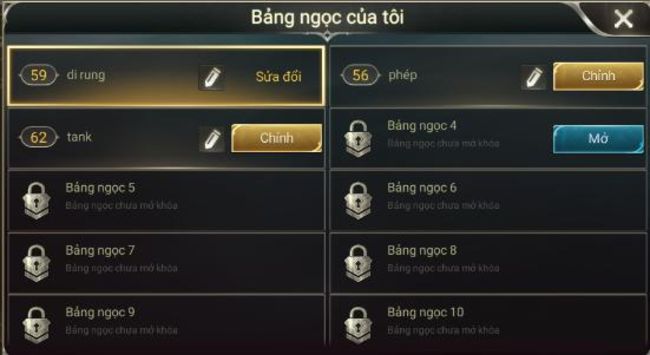 Bảng ngọc của tôi
59 di rung Sửa đổi
56 phép Chỉnh
62 tank Chỉnh
Bảng ngọc 4
Bảng ngọc chưa mở khóa
Mở
Bảng ngọc 5
Bảng ngọc chưa mở khóa
Bảng ngọc 6
Bảng ngọc chưa mở khóa
Bảng ngọc 7
Bảng ngọc chưa mở khóa
Bảng ngọc 8
Bảng ngọc chưa mở khóa
Bảng ngọc 9
Bảng ngọc chưa mở khóa
Bảng ngọc 10
Bảng ngọc chưa mở khóa